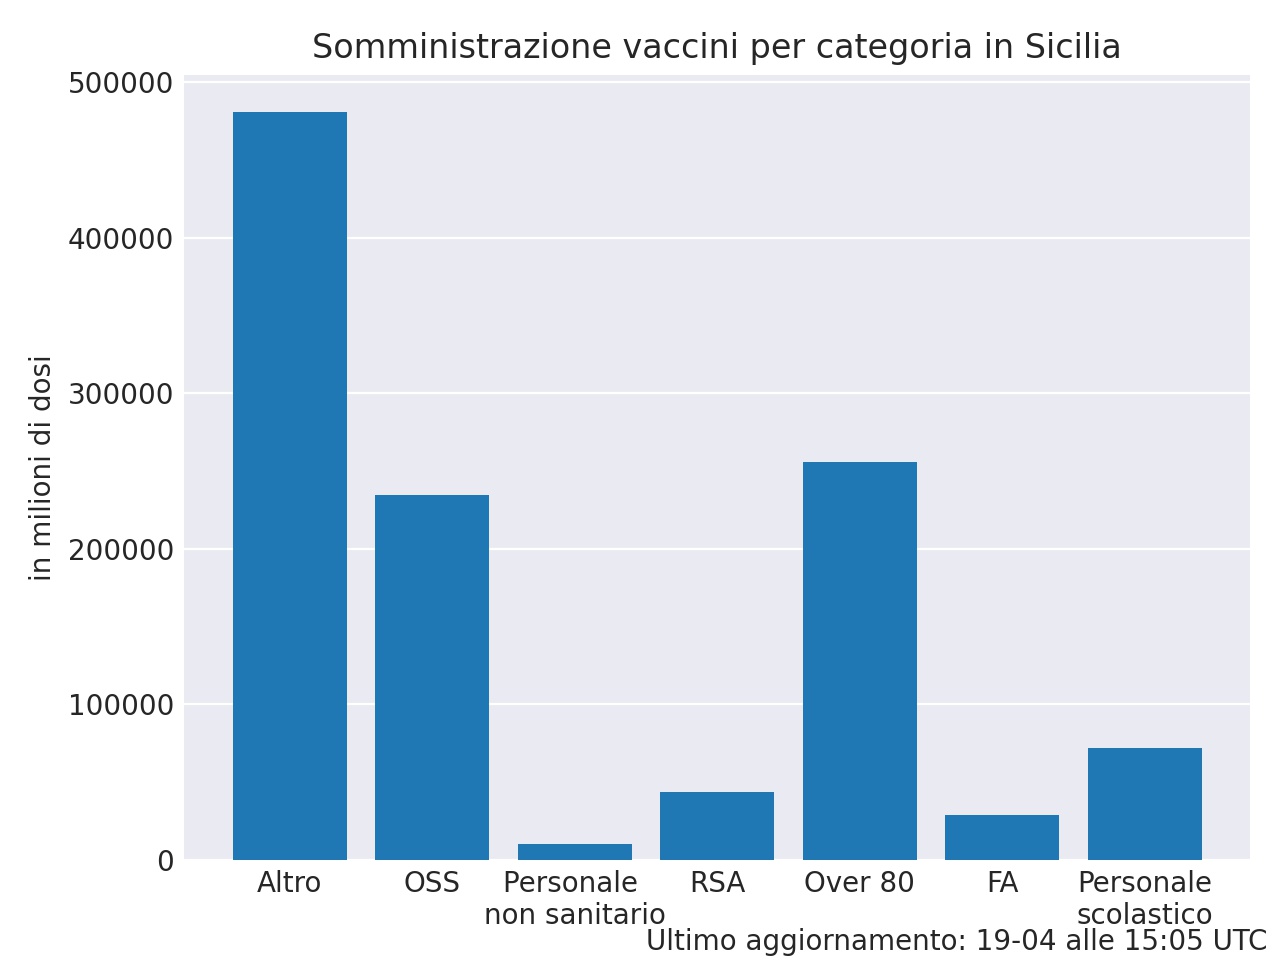 Somministrazione vaccini per categoria in Sicilia
500000
400000
300000
200000
100000
0
in milioni di dosi
Altro
OSS
Personale
non sanitario
RSA
Over 80
FA
Personale
scolastico
Ultimo aggiornamento: 19-04 alle 15:05 UTC